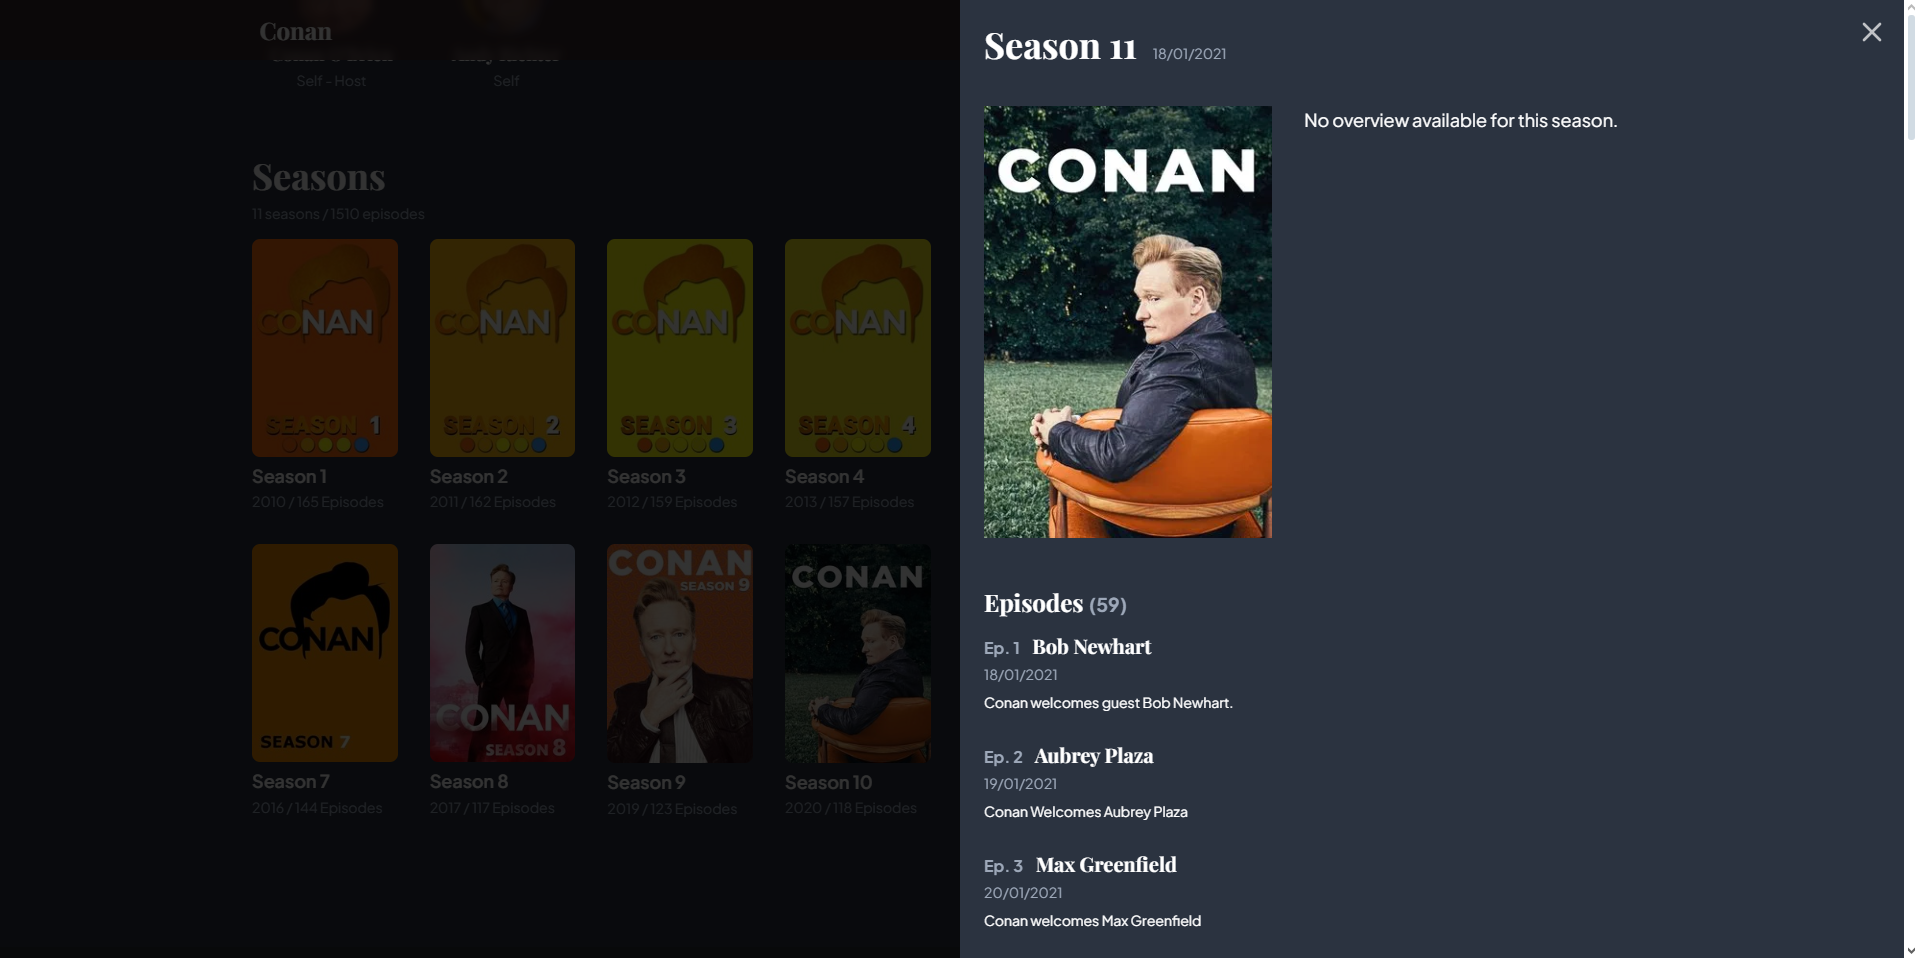 Conan
Self - Host
Self
Seasons
11 seasons / 1510 episodes
CONAN
SEASON 1
CONAN
SEASON 2
CONAN
SEASON 3
CONAN
SEASON 4
Season 1
2010 / 165 Episodes
Season 2
2011 / 162 Episodes
Season 3
2012 / 159 Episodes
Season 4
2013 / 157 Episodes
CONAN
SEASON 7
CONAN
SEASON 8
CONAN
SEASON 9
CONAN
Season 7
2016 / 144 Episodes
Season 8
2017 / 117 Episodes
Season 9
2019 / 123 Episodes
Season 10
2020 / 118 Episodes
Season 11 18/01/2021
CONAN
No overview available for this season.
Episodes (59)
Ep. 1 Bob Newhart
18/01/2021
Conan welcomes guest Bob Newhart.
Ep. 2 Aubrey Plaza
19/01/2021
Conan Welcomes Aubrey Plaza
Ep. 3 Max Greenfield
20/01/2021
Conan welcomes Max Greenfield